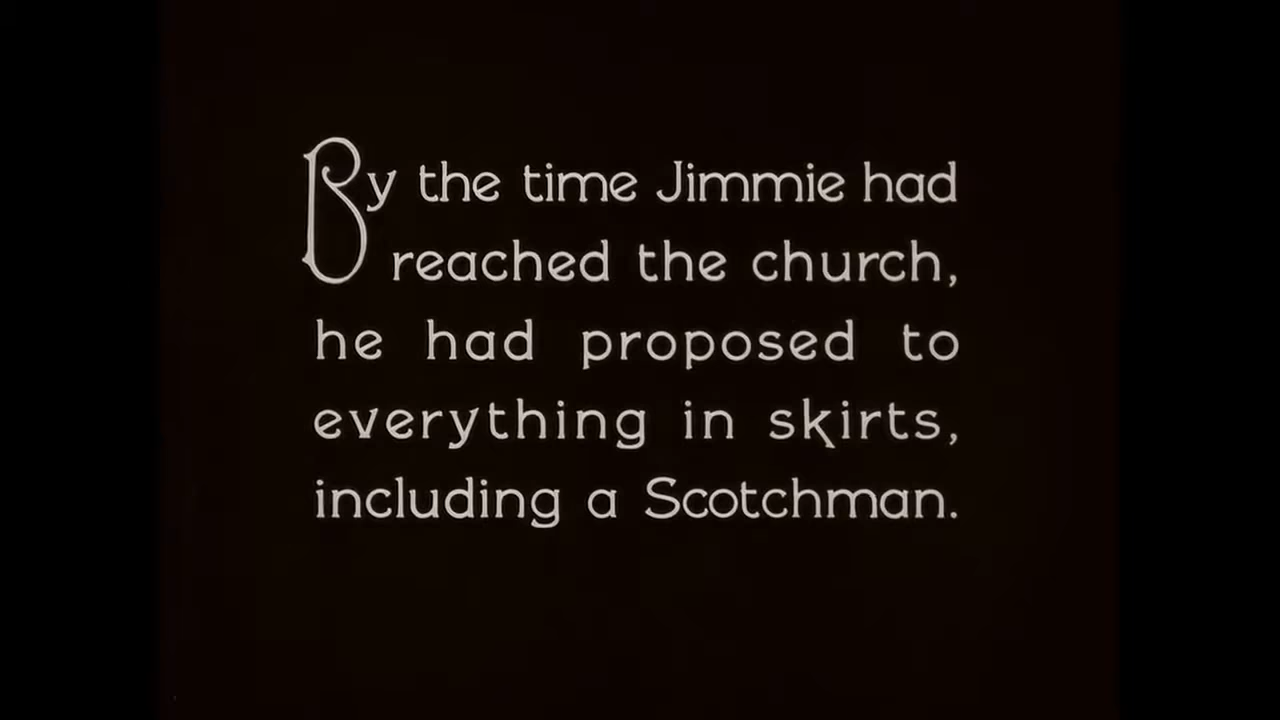 By the time Jimmie had
reached the church,
he had proposed to
everything in skirts,
including a Scotchman.